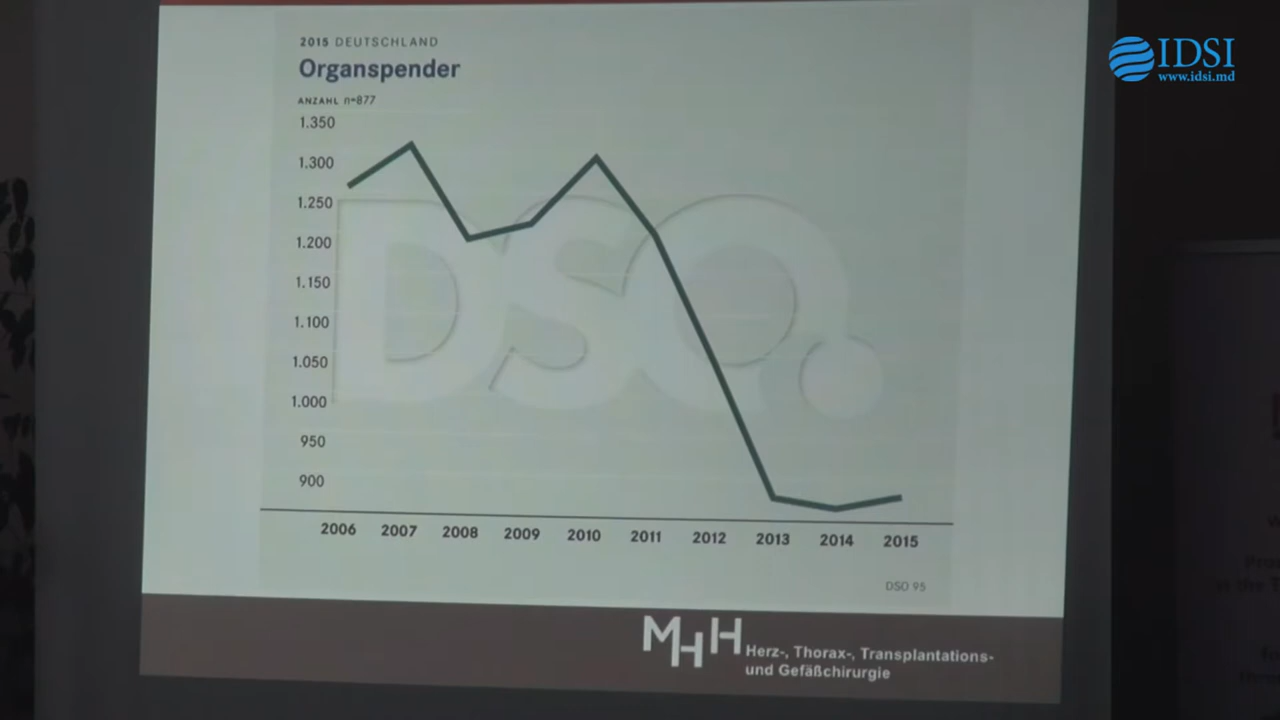 2015 DEUTSCHLAND
Organspender
ANZAHL n=877
1.350
1.300
1.250
1.200
1.150
1.100
1.050
1.000
950
900
2006 2007 2008 2009 2010 2011 2012 2013 2014 2015
DSO.
DSO 95
MHH Herz-, Thorax-, Transplantations-
und Gefäßchirurgie
IDSI
www.idsi.md